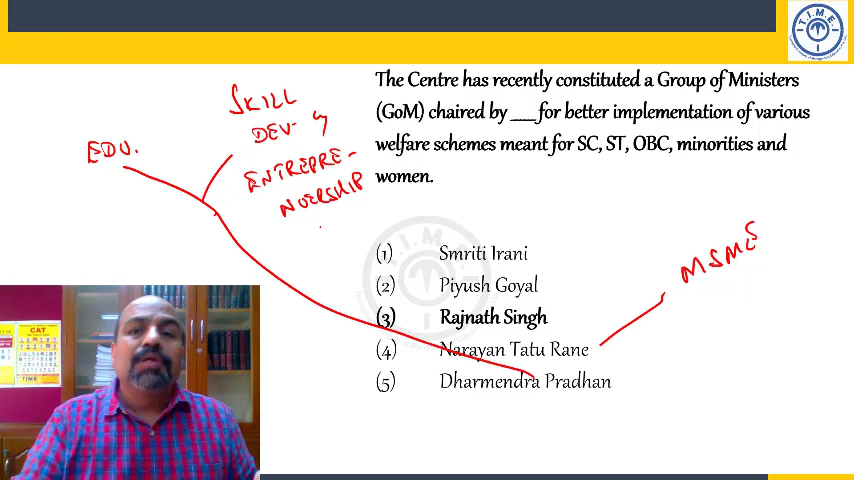 T.I.M.E.
The Centre has recently constituted a Group of Ministers
(GoM) chaired by ___ for better implementation of various
welfare schemes meant for SC, ST, OBC, minorities and
women.
SKILL
DEV. &
ENTREPRE-
NUERSHIP
EDU.
MSMES
(1) Smriti Irani
(2) Piyush Goyal
(3) Rajnath Singh
(4) Narayan Tatu Rane
(5) Dharmendra Pradhan
T.I.M.E.
CAT
TIME